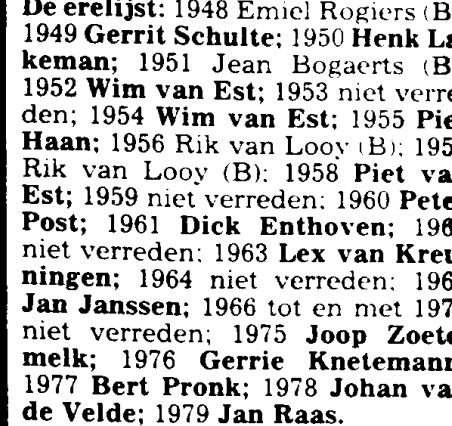 De erelijst: 1948 Emiel Rogiers (B
1949 Gerrit Schulte; 1950 Henk La
keman; 1951 Jean Bogaerts (B
1952 Wim van Est; 1953 niet verre
den; 1954 Wim van Est; 1955 Pie
Haan; 1956 Rik van Looy (B); 195
Rik van Looy (B); 1958 Piet va
Est; 1959 niet verreden; 1960 Pete
Post; 1961 Dick Enthoven; 196
niet verreden; 1963 Lex van Kreu
ningen; 1964 niet verreden; 196
Jan Janssen; 1966 tot en met 197
niet verreden; 1975 Joop Zoete
melk; 1976 Gerrie Knetemann
1977 Bert Pronk; 1978 Johan va
de Velde; 1979 Jan Raas.